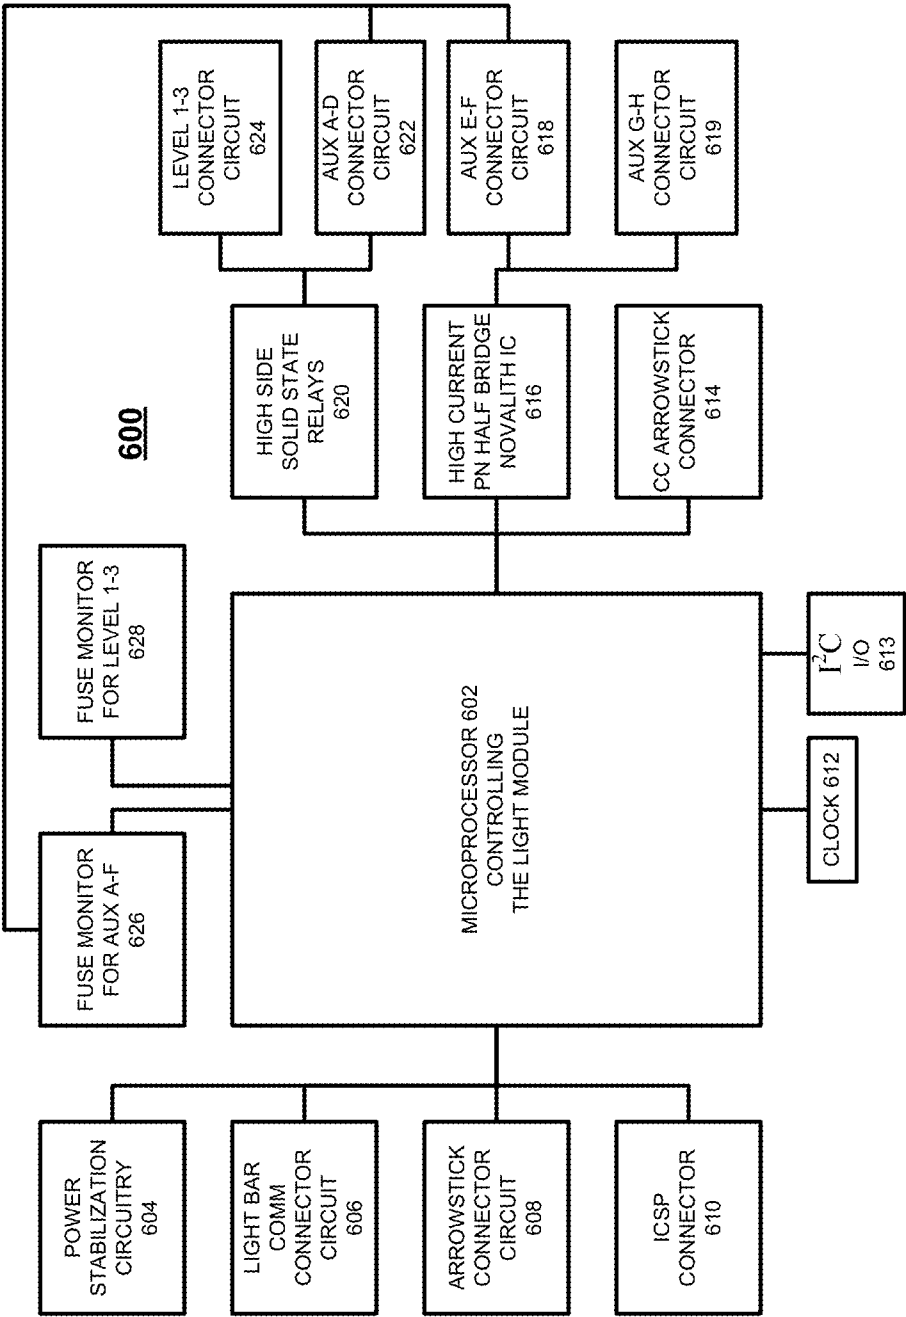 600
POWER
STABILIZATION
CIRCUITRY
604
LIGHT BAR
COMM
CONNECTOR
CIRCUIT
606
ARROWSTICK
CONNECTOR
CIRCUIT
608
ICSP
CONNECTOR
610
FUSE MONITOR
FOR AUX A-F
626
FUSE MONITOR
FOR LEVEL 1-3
628
MICROPROCESSOR 602
CONTROLLING
THE LIGHT MODULE
CLOCK 612
I²C
I/O
613
HIGH SIDE
SOLID STATE
RELAYS
620
HIGH CURRENT
PN HALF BRIDGE
NOVALITH IC
616
CC ARROWSTICK
CONNECTOR
614
LEVEL 1-3
CONNECTOR
CIRCUIT
624
AUX A-D
CONNECTOR
CIRCUIT
622
AUX E-F
CONNECTOR
CIRCUIT
618
AUX G-H
CONNECTOR
CIRCUIT
619